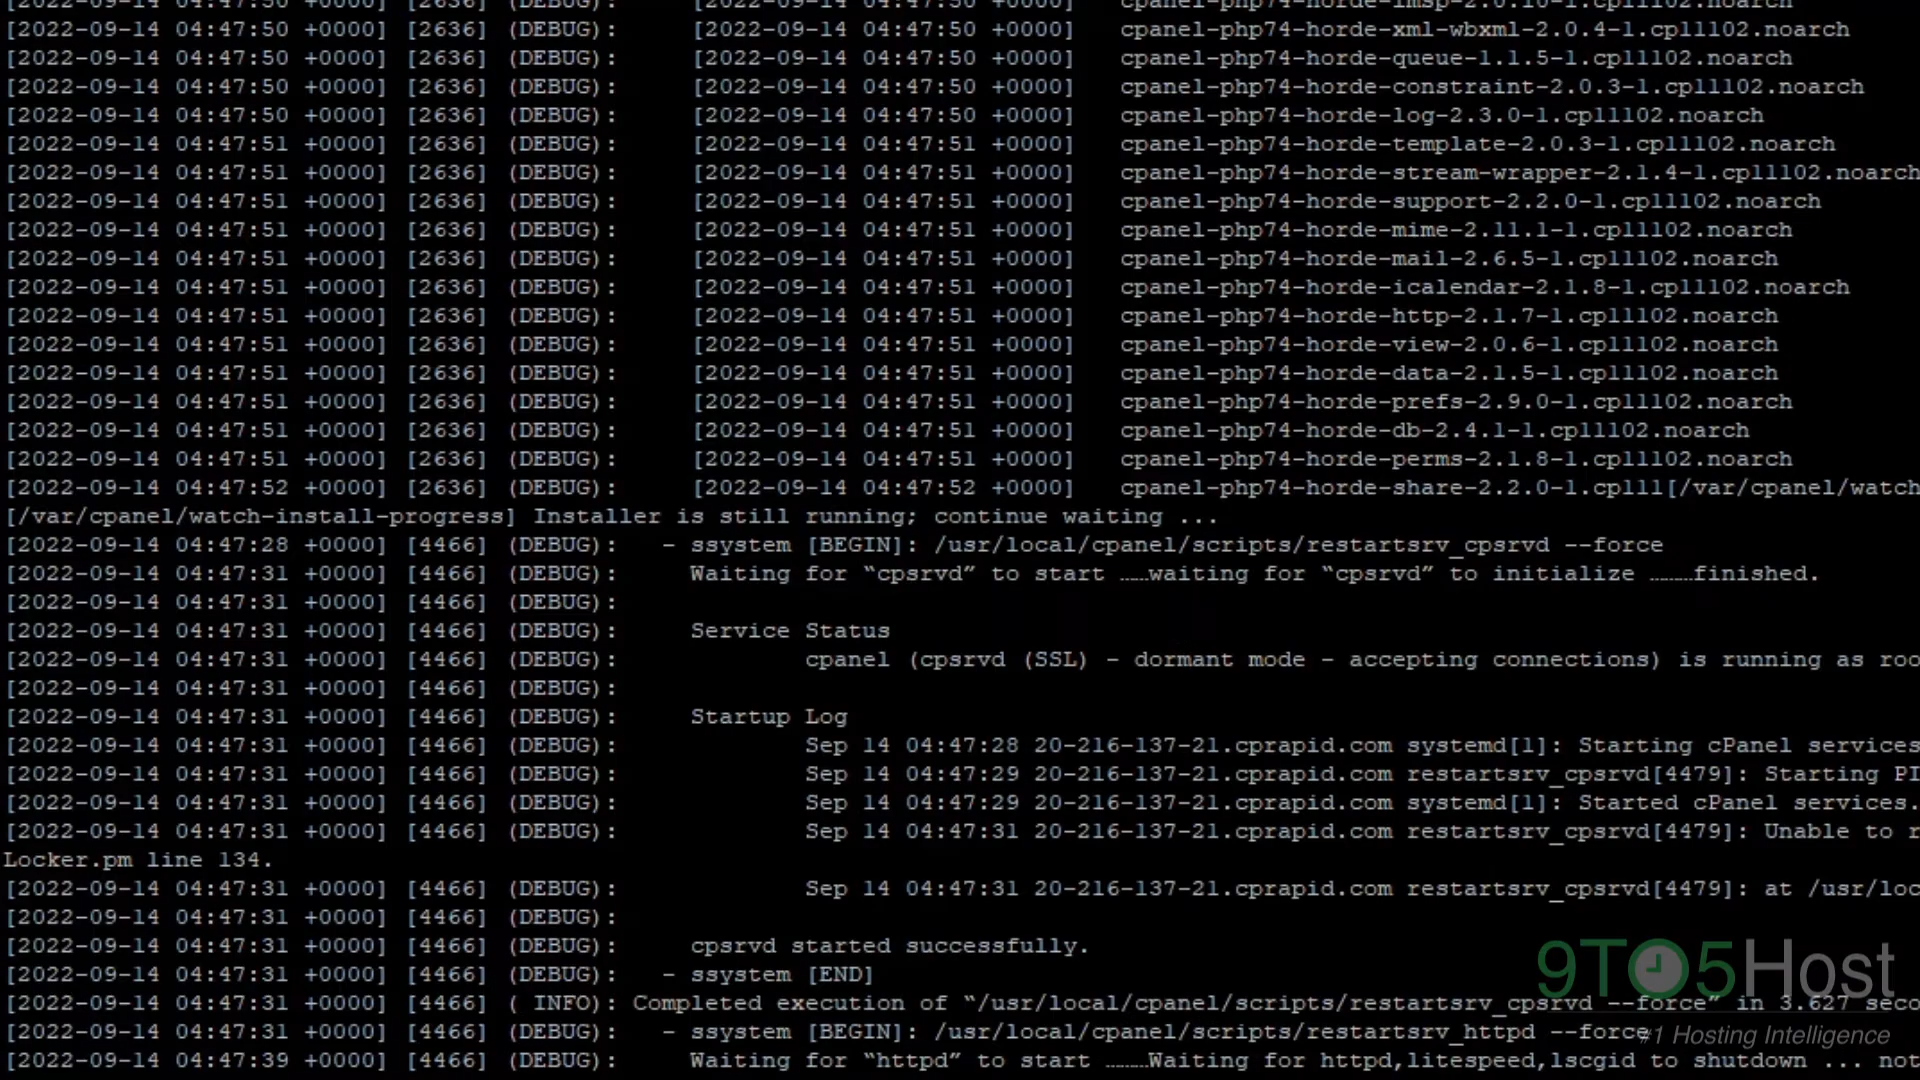 [2022-09-14 04:47:50 +0000] [2636] (DEBUG): [2022-09-14 04:47:50 +0000] cpanel-php74-horde-imsp-2.0.10-1.cp11102.noarch
[2022-09-14 04:47:50 +0000] [2636] (DEBUG): [2022-09-14 04:47:50 +0000] cpanel-php74-horde-xml-wbxml-2.0.4-1.cp11102.noarch
[2022-09-14 04:47:50 +0000] [2636] (DEBUG): [2022-09-14 04:47:50 +0000] cpanel-php74-horde-queue-1.1.5-1.cp11102.noarch
[2022-09-14 04:47:50 +0000] [2636] (DEBUG): [2022-09-14 04:47:50 +0000] cpanel-php74-horde-constraint-2.0.3-1.cp11102.noarch
[2022-09-14 04:47:50 +0000] [2636] (DEBUG): [2022-09-14 04:47:50 +0000] cpanel-php74-horde-log-2.3.0-1.cp11102.noarch
[2022-09-14 04:47:51 +0000] [2636] (DEBUG): [2022-09-14 04:47:51 +0000] cpanel-php74-horde-template-2.0.3-1.cp11102.noarch
[2022-09-14 04:47:51 +0000] [2636] (DEBUG): [2022-09-14 04:47:51 +0000] cpanel-php74-horde-stream-wrapper-2.1.4-1.cp11102.noarch
[2022-09-14 04:47:51 +0000] [2636] (DEBUG): [2022-09-14 04:47:51 +0000] cpanel-php74-horde-support-2.2.0-1.cp11102.noarch
[2022-09-14 04:47:51 +0000] [2636] (DEBUG): [2022-09-14 04:47:51 +0000] cpanel-php74-horde-mime-2.11.1-1.cp11102.noarch
[2022-09-14 04:47:51 +0000] [2636] (DEBUG): [2022-09-14 04:47:51 +0000] cpanel-php74-horde-mail-2.6.5-1.cp11102.noarch
[2022-09-14 04:47:51 +0000] [2636] (DEBUG): [2022-09-14 04:47:51 +0000] cpanel-php74-horde-icalendar-2.1.8-1.cp11102.noarch
[2022-09-14 04:47:51 +0000] [2636] (DEBUG): [2022-09-14 04:47:51 +0000] cpanel-php74-horde-http-2.1.7-1.cp11102.noarch
[2022-09-14 04:47:51 +0000] [2636] (DEBUG): [2022-09-14 04:47:51 +0000] cpanel-php74-horde-view-2.0.6-1.cp11102.noarch
[2022-09-14 04:47:51 +0000] [2636] (DEBUG): [2022-09-14 04:47:51 +0000] cpanel-php74-horde-data-2.1.5-1.cp11102.noarch
[2022-09-14 04:47:51 +0000] [2636] (DEBUG): [2022-09-14 04:47:51 +0000] cpanel-php74-horde-prefs-2.9.0-1.cp11102.noarch
[2022-09-14 04:47:51 +0000] [2636] (DEBUG): [2022-09-14 04:47:51 +0000] cpanel-php74-horde-db-2.4.1-1.cp11102.noarch
[2022-09-14 04:47:51 +0000] [2636] (DEBUG): [2022-09-14 04:47:51 +0000] cpanel-php74-horde-perms-2.1.8-1.cp11102.noarch
[2022-09-14 04:47:52 +0000] [2636] (DEBUG): [2022-09-14 04:47:52 +0000] cpanel-php74-horde-share-2.2.0-1.cp111[/var/cpanel/watch
[/var/cpanel/watch-install-progress] Installer is still running; continue waiting ...
[2022-09-14 04:47:28 +0000] [4466] (DEBUG): - ssystem [BEGIN]: /usr/local/cpanel/scripts/restartsrv_cpsrvd --force
[2022-09-14 04:47:31 +0000] [4466] (DEBUG): Waiting for “cpsrvd” to start ……waiting for “cpsrvd” to initialize ………finished.
[2022-09-14 04:47:31 +0000] [4466] (DEBUG):
[2022-09-14 04:47:31 +0000] [4466] (DEBUG): Service Status
[2022-09-14 04:47:31 +0000] [4466] (DEBUG): cpanel (cpsrvd (SSL) - dormant mode - accepting connections) is running as roo
[2022-09-14 04:47:31 +0000] [4466] (DEBUG):
[2022-09-14 04:47:31 +0000] [4466] (DEBUG): Startup Log
[2022-09-14 04:47:31 +0000] [4466] (DEBUG): Sep 14 04:47:28 20-216-137-21.cprapid.com systemd[1]: Starting cPanel services
[2022-09-14 04:47:31 +0000] [4466] (DEBUG): Sep 14 04:47:29 20-216-137-21.cprapid.com restartsrv_cpsrvd[4479]: Starting PI
[2022-09-14 04:47:31 +0000] [4466] (DEBUG): Sep 14 04:47:29 20-216-137-21.cprapid.com systemd[1]: Started cPanel services.
[2022-09-14 04:47:31 +0000] [4466] (DEBUG): Sep 14 04:47:31 20-216-137-21.cprapid.com restartsrv_cpsrvd[4479]: Unable to r
Locker.pm line 134.
[2022-09-14 04:47:31 +0000] [4466] (DEBUG): Sep 14 04:47:31 20-216-137-21.cprapid.com restartsrv_cpsrvd[4479]: at /usr/loc
[2022-09-14 04:47:31 +0000] [4466] (DEBUG):
[2022-09-14 04:47:31 +0000] [4466] (DEBUG): cpsrvd started successfully.
[2022-09-14 04:47:31 +0000] [4466] (DEBUG): - ssystem [END]
[2022-09-14 04:47:31 +0000] [4466] ( INFO): Completed execution of “/usr/local/cpanel/scripts/restartsrv_cpsrvd --force” in 3.627 seco
[2022-09-14 04:47:31 +0000] [4466] (DEBUG): - ssystem [BEGIN]: /usr/local/cpanel/scripts/restartsrv_httpd --force
[2022-09-14 04:47:39 +0000] [4466] (DEBUG): Waiting for “httpd” to start ………Waiting for httpd,litespeed,lscgid to shutdown ... not
9TO5Host
#1 Hosting Intelligence